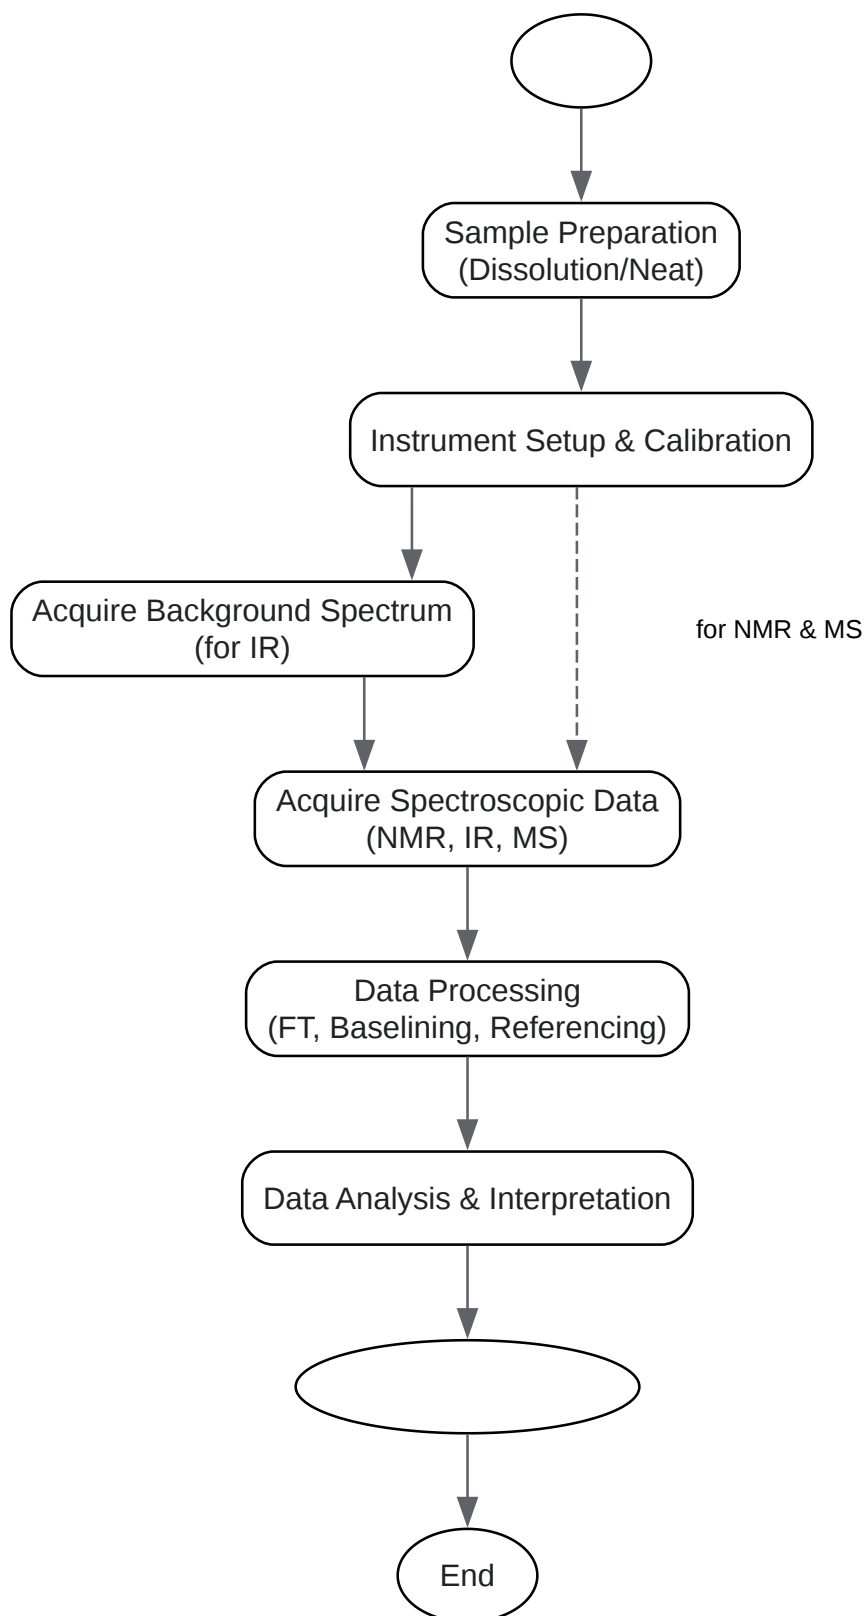 Sample Preparation
(Dissolution/Neat)
Instrument Setup & Calibration
Acquire Background Spectrum
(for IR)
for NMR & MS
Acquire Spectroscopic Data
(NMR, IR, MS)
Data Processing
(FT, Baselining, Referencing)
Data Analysis & Interpretation
End